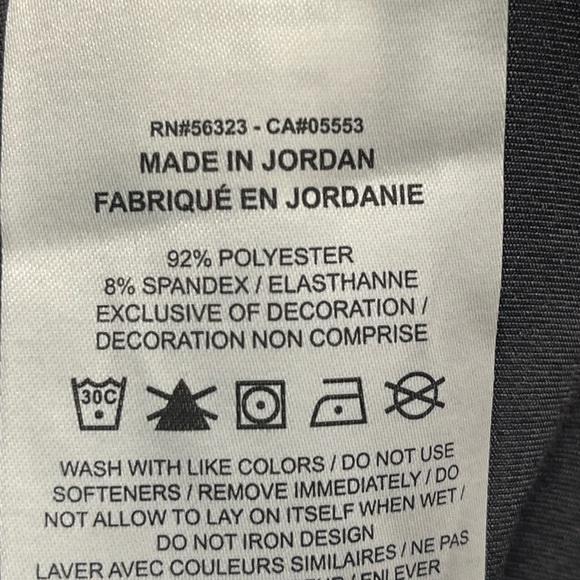 RN#56323 - CA#05553
MADE IN JORDAN
FABRIQUÉ EN JORDANIE
92% POLYESTER
8% SPANDEX / ELASTHANNE
EXCLUSIVE OF DECORATION /
DECORATION NON COMPRISE
30C
WASH WITH LIKE COLORS / DO NOT USE
SOFTENERS / REMOVE IMMEDIATELY / DO
NOT ALLOW TO LAY ON ITSELF WHEN WET /
DO NOT IRON DESIGN
LAVER AVEC COULEURS SIMILAIRES / NE PAS
/ ENLEVER